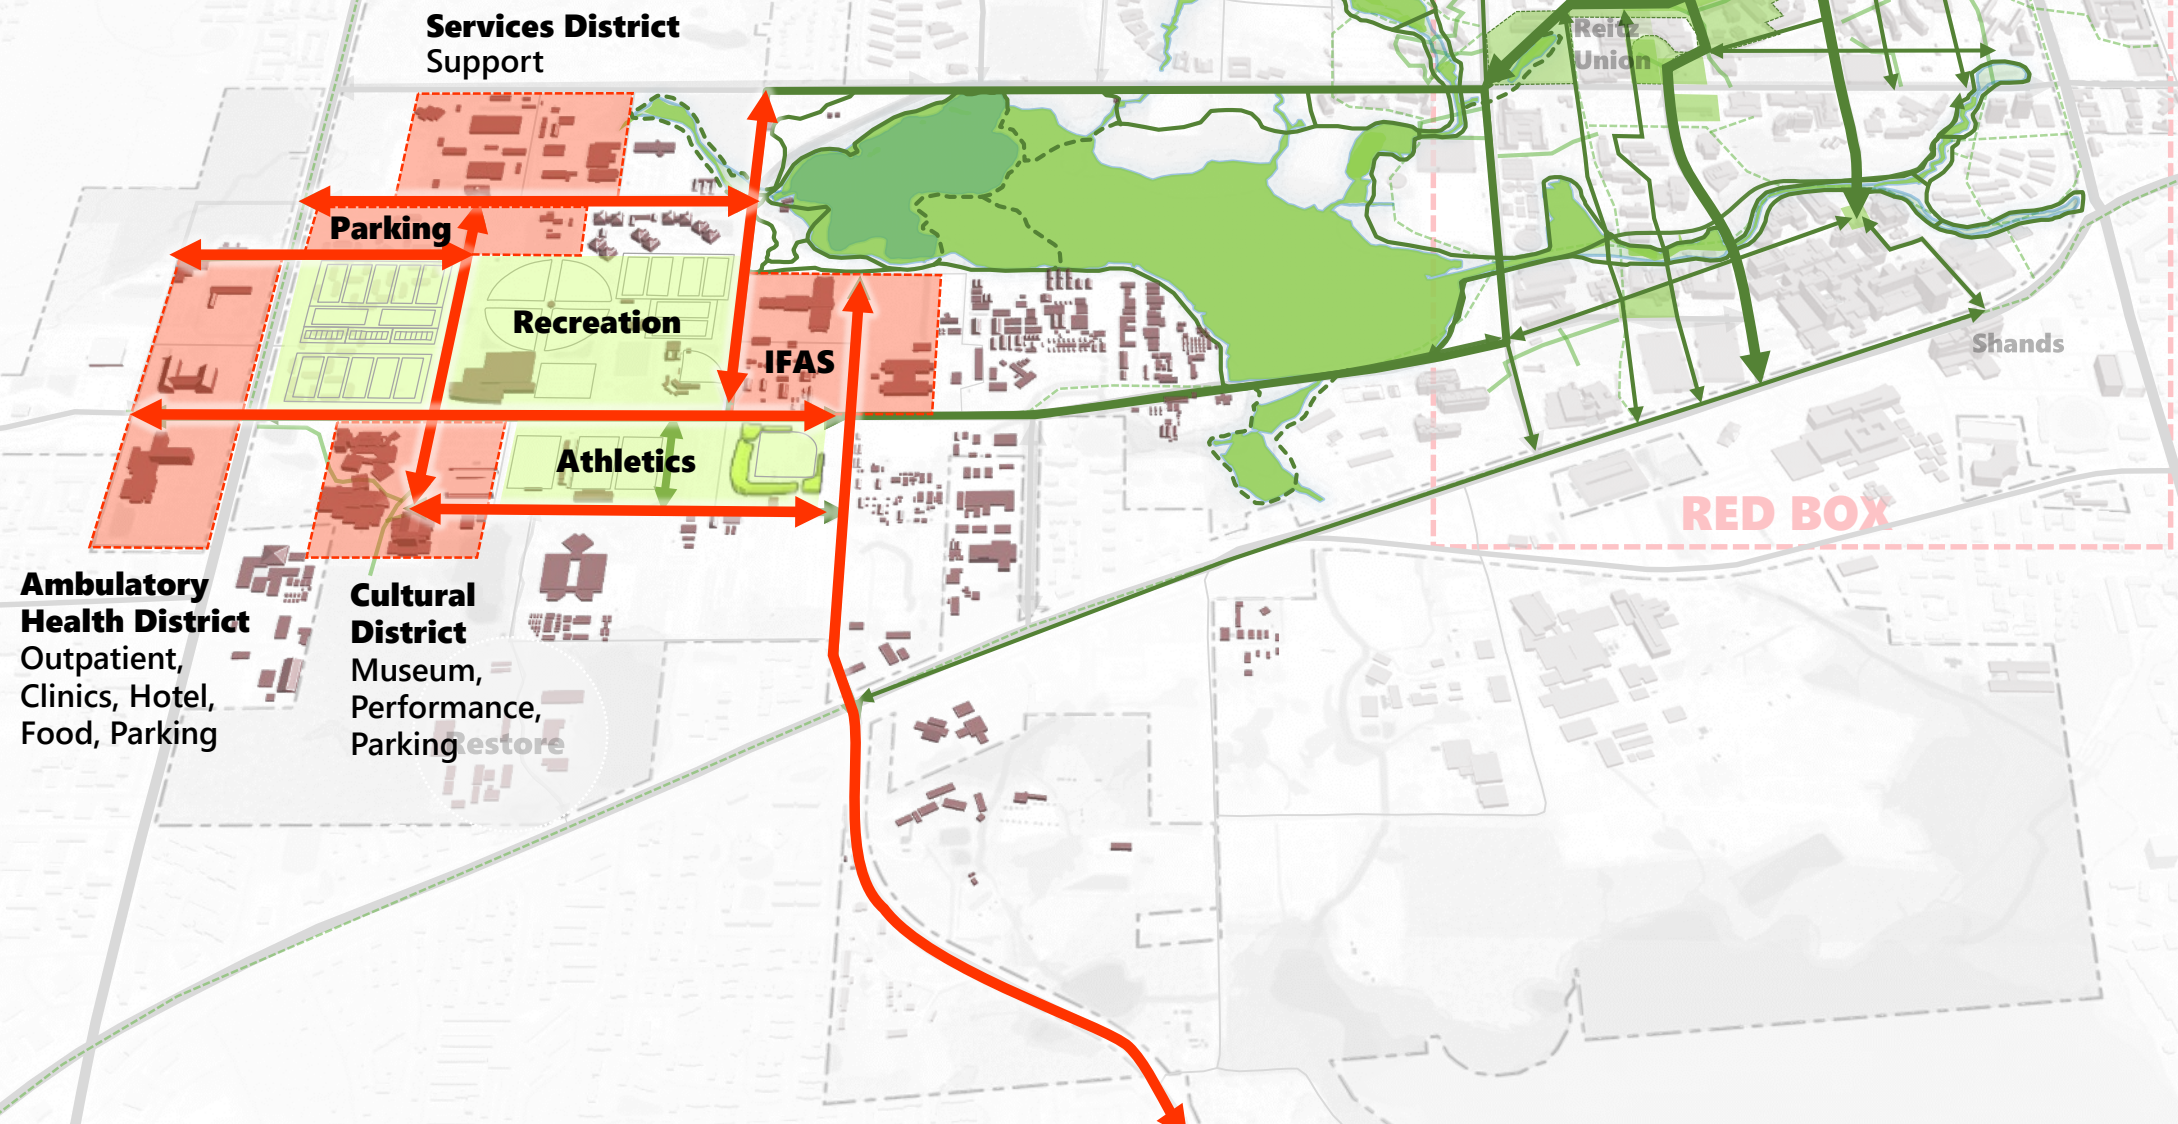 Services District
Support
Reitz
Union
Parking
Recreation
IFAS
Shands
Athletics
RED BOX
Ambulatory
Health District
Outpatient,
Clinics, Hotel,
Food, Parking
Cultural
District
Museum,
Performance,
Parking
Restore